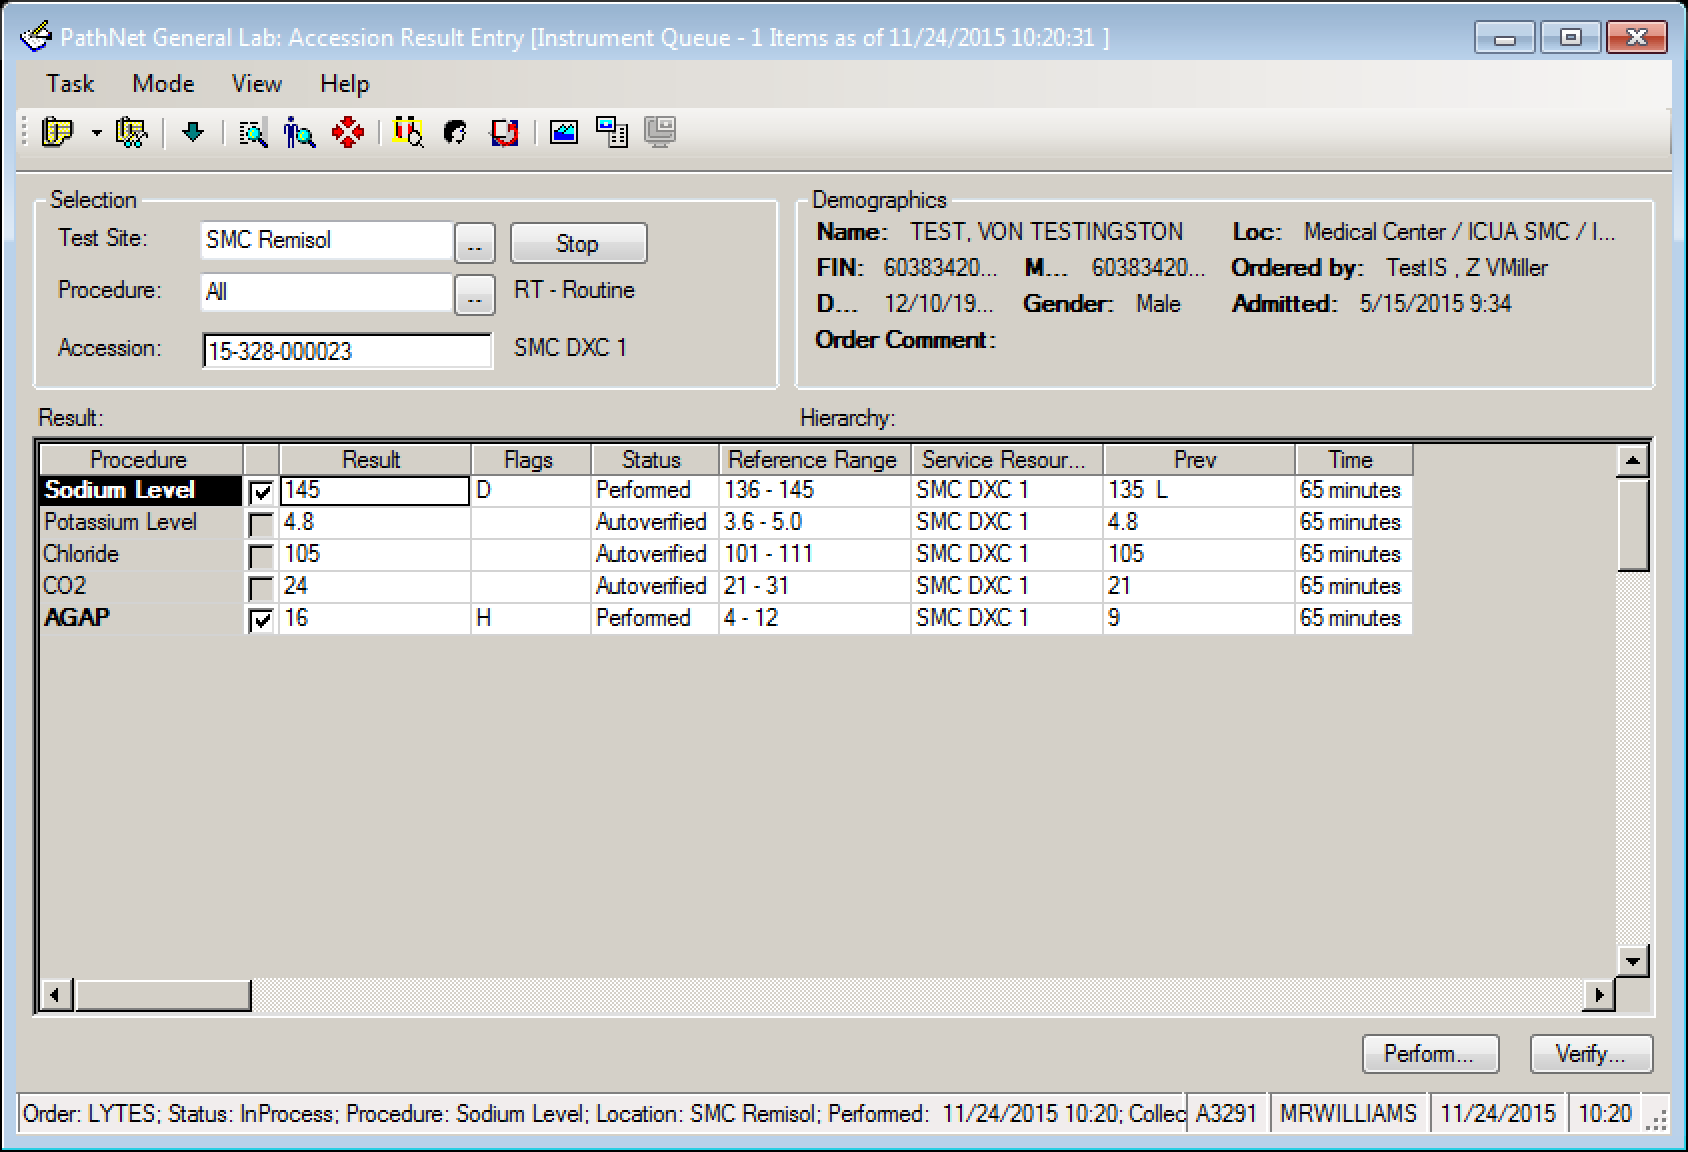 PathNet General Lab: Accession Result Entry [Instrument Queue - 1 Items as of 11/24/2015 10:20:31 ]
Task Mode View Help
Selection
Test Site: SMC Remisol .. Stop
Procedure: All .. RT - Routine
Accession: 15-328-000023 SMC DXC 1
Demographics
Name: TEST, VON TESTINGSTON Loc: Medical Center / ICUA SMC / I...
FIN: 60383420... M... 60383420... Ordered by: TestIS , Z VMiller
D... 12/10/19... Gender: Male Admitted: 5/15/2015 9:34
Order Comment:
Result: Hierarchy:
Procedure Result Flags Status Reference Range Service Resour... Prev Time
Sodium Level 145 D Performed 136 - 145 SMC DXC 1 135 L 65 minutes
Potassium Level 4.8 Autoverified 3.6 - 5.0 SMC DXC 1 4.8 65 minutes
Chloride 105 Autoverified 101 - 111 SMC DXC 1 105 65 minutes
CO2 24 Autoverified 21 - 31 SMC DXC 1 21 65 minutes
AGAP 16 H Performed 4 - 12 SMC DXC 1 9 65 minutes
Perform... Verify...
Order: LYTES; Status: InProcess; Procedure: Sodium Level; Location: SMC Remisol; Performed: 11/24/2015 10:20; Collec A3291 MRWILLIAMS 11/24/2015 10:20